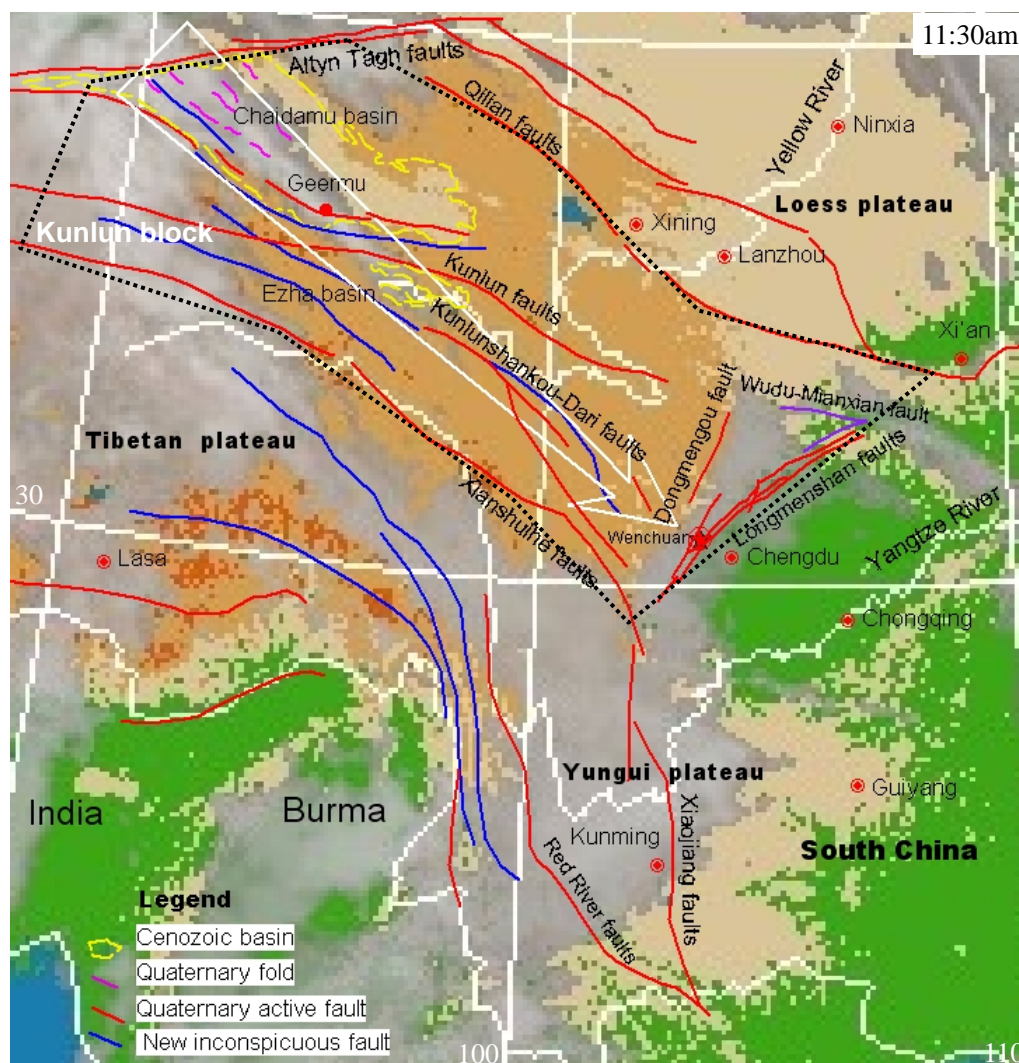 11:30am
Altyn Tagh faults
Qilian faults
Yellow River
Chaidamu basin
Ninxia
Geermu
Loess plateau
Xining
Kunlun block
Lanzhou
Kunlun faults
Ezha basin
Xi'an
Kunlunshankou-Dari faults
Wudu-Mianxian fault
Dongmengou fault
Tibetan plateau
Longmenshan faults
30
Xianshuihe faults
Yangtze River
Wenchuan
Lasa
Chengdu
Chongqing
Yungui plateau
Guiyang
India
Burma
Xiaojiang faults
Kunming
Red River faults
South China
Legend
Cenozoic basin
Quaternary fold
Quaternary active fault
New inconspicuous fault
100
110